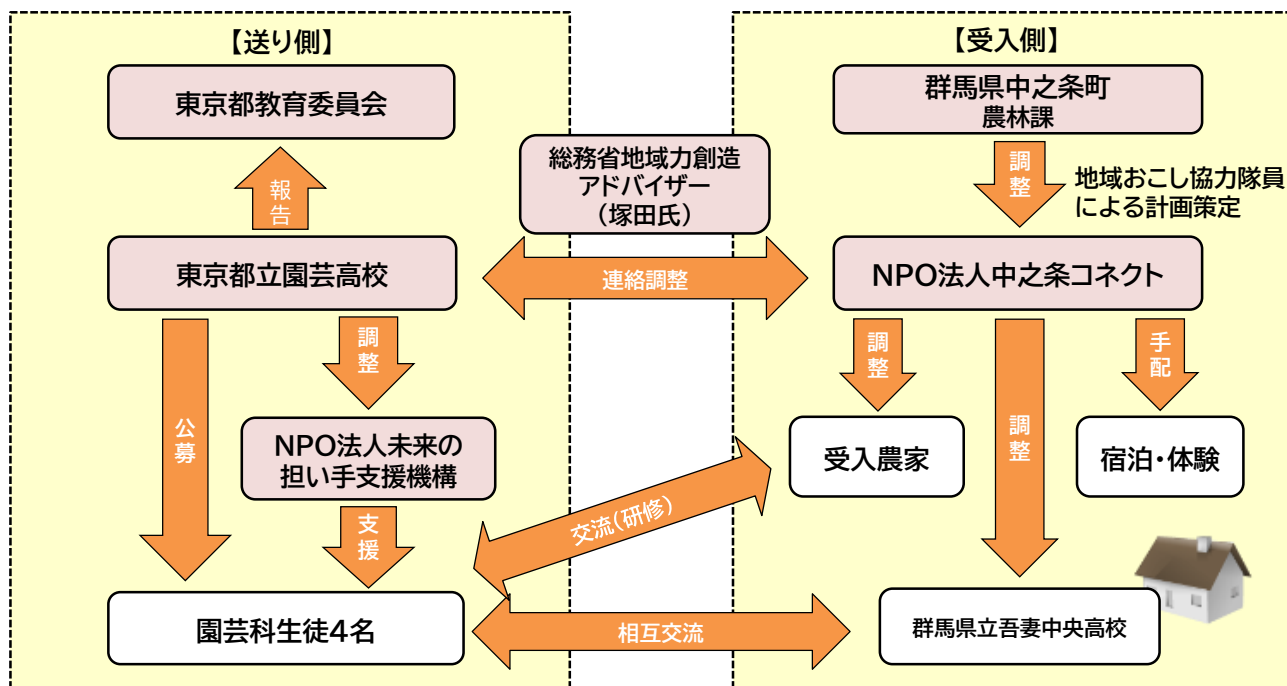 【送り側】
東京都教育委員会
報告
東京都立園芸高校
公募
調整
NPO法人未来の
担い手支援機構
支援
園芸科生徒4名
総務省地域力創造
アドバイザー
（塚田氏）
連絡調整
交流（研修）
相互交流
【受入側】
群馬県中之条町
農林課
調整
地域おこし協力隊員
による計画策定
NPO法人中之条コネクト
調整
調整
手配
受入農家
宿泊・体験
群馬県立吾妻中央高校